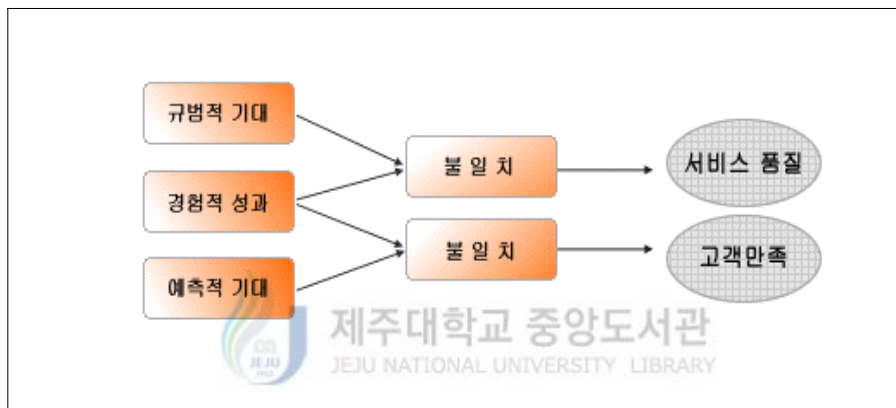 규범적 기대
경험적 성과
예측적 기대
불 일 치
불 일 치
서비스 품질
고객만족
제주대학교 중앙도서관
JEJU NATIONAL UNIVERSITY LIBRARY
JEJU
1952